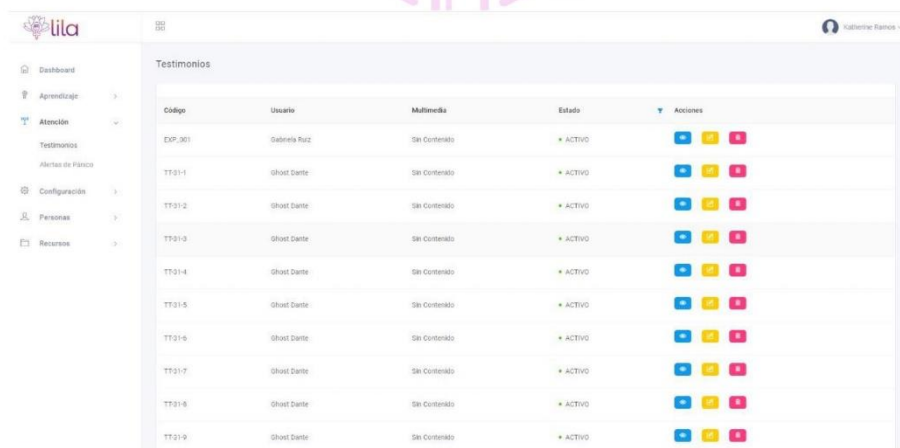 lila
Katherine Ramos
Dashboard
Aprendizaje
Atención
Testimonios
Alertas de Pánico
Configuración
Personas
Recursos
Testimonios
Código Usuario Multimedia Estado Acciones
EXP_001 Gabriela Ruiz Sin Contenido ACTIVO
TT-31-1 Ghost Dante Sin Contenido ACTIVO
TT-31-2 Ghost Dante Sin Contenido ACTIVO
TT-31-3 Ghost Dante Sin Contenido ACTIVO
TT-31-4 Ghost Dante Sin Contenido ACTIVO
TT-31-5 Ghost Dante Sin Contenido ACTIVO
TT-31-6 Ghost Dante Sin Contenido ACTIVO
TT-31-7 Ghost Dante Sin Contenido ACTIVO
TT-31-8 Ghost Dante Sin Contenido ACTIVO
TT-31-9 Ghost Dante Sin Contenido ACTIVO